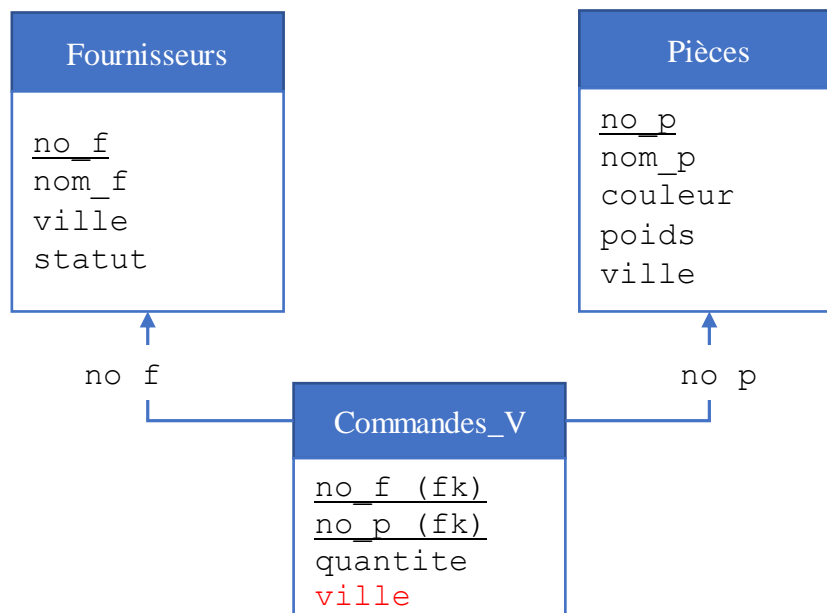 Fournisseurs
no_f
nom_f
ville
statut
Pièces
no_p
nom_p
couleur
poids
ville
no f
no p
Commandes_V
no_f (fk)
no_p (fk)
quantite
ville